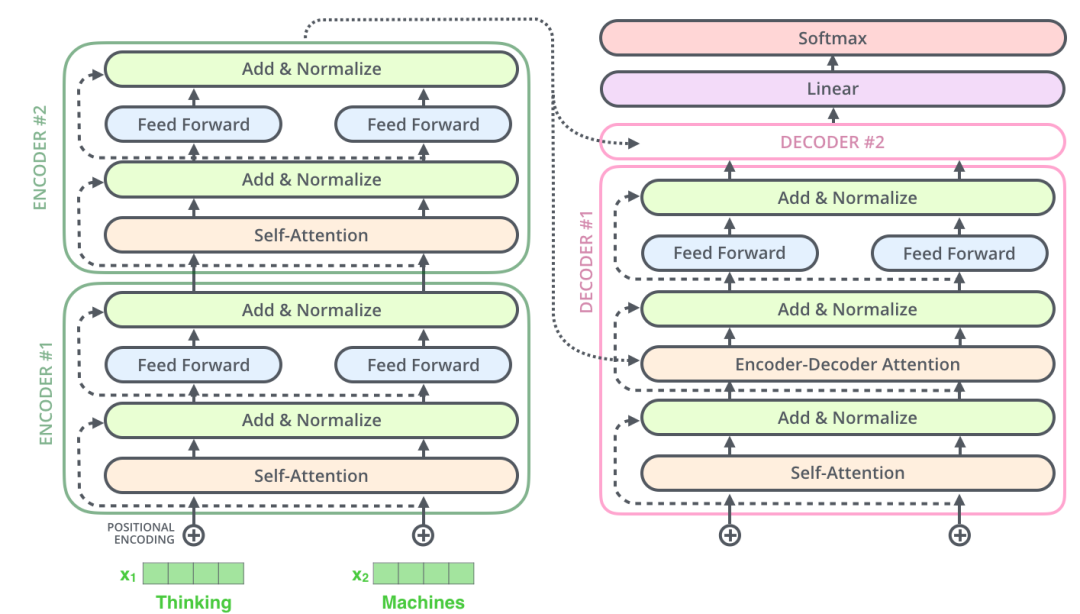 ENCODER #2
Add & Normalize
Feed Forward
Feed Forward
Add & Normalize
Self-Attention
ENCODER #1
Add & Normalize
Feed Forward
Feed Forward
Add & Normalize
Self-Attention
POSITIONAL
ENCODING
x₁
x₂
Thinking
Machines
Softmax
Linear
DECODER #2
DECODER #1
Add & Normalize
Feed Forward
Feed Forward
Add & Normalize
Encoder-Decoder Attention
Add & Normalize
Self-Attention